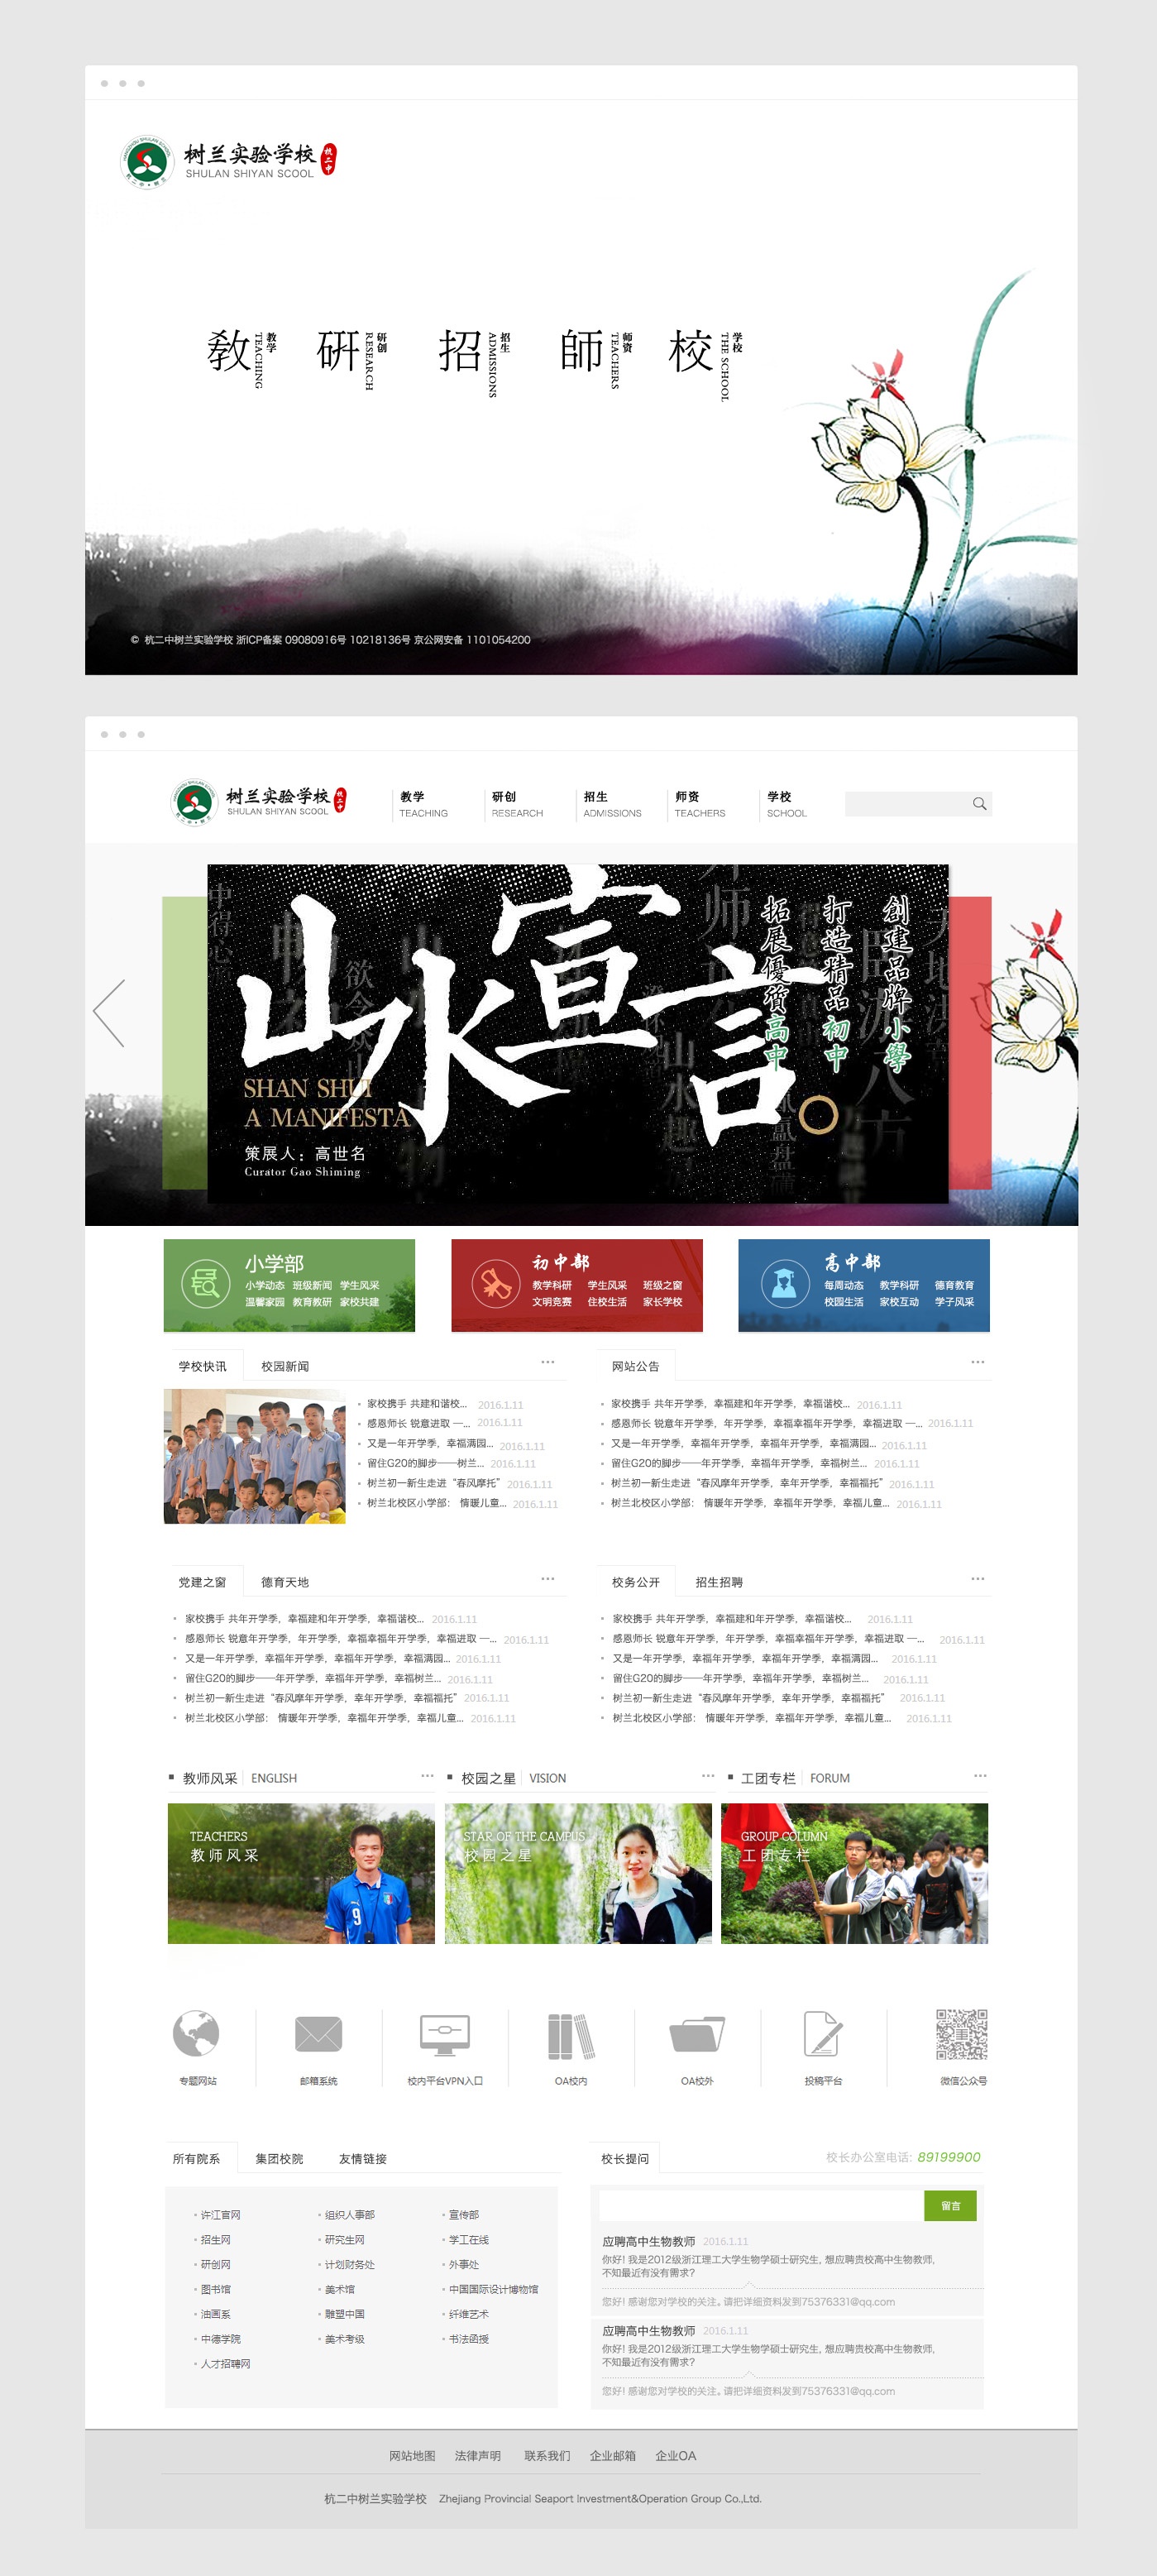 树兰实验学校 杭二中
SHULAN SHIYAN SCOOL
教 教学 TEACHING
研 研创 RESEARCH
招 招生 ADMISSIONS
師 师资 TEACHERS
校 学校 THE SCHOOL
© 杭二中树兰实验学校 浙ICP备案 09080916号 10218136号 京公网安备 1101054200
树兰实验学校 杭二中
SHULAN SHIYAN SCOOL
教学 研创 招生 师资 学校
TEACHING RESEARCH ADMISSIONS TEACHERS SCHOOL
山水宣言
創建品牌小學
打造精品初中
拓展優質高中
SHAN SHUI
A MANIFESTA
策展人：高世名
Curator Gao Shiming
小学部
小学动态 班级新闻 学生风采
温馨家园 教育教研 家校共建
初中部
教学科研 学生风采 班级之窗
文明竞赛 住校生活 家长学校
高中部
每周动态 教学科研 德育教育
校园生活 家校互动 学子风采
学校快讯 校园新闻
家校携手 共建和谐校... 2016.1.11
感恩师长 锐意进取 一... 2016.1.11
又是一年开学季，幸福满园... 2016.1.11
留住G20的脚步——树兰... 2016.1.11
树兰初一新生走进“春风摩托” 2016.1.11
树兰北校区小学部： 情暖儿童... 2016.1.11
网站公告
家校携手 共年开学季，幸福建和年开学季，幸福谐校... 2016.1.11
感恩师长 锐意年开学季，年开学季，幸福幸福年开学季，幸福进取 一... 2016.1.11
又是一年开学季，幸福年开学季，幸福年开学季，幸福满园... 2016.1.11
留住G20的脚步——年开学季，幸福年开学季，幸福树兰... 2016.1.11
树兰初一新生走进“春风摩年开学季，幸年开学季，幸福福托” 2016.1.11
树兰北校区小学部： 情暖年开学季，幸福年开学季，幸福儿童... 2016.1.11
党建之窗 德育天地
家校携手 共年开学季，幸福建和年开学季，幸福谐校... 2016.1.11
感恩师长 锐意年开学季，年开学季，幸福幸福年开学季，幸福进取 一... 2016.1.11
又是一年开学季，幸福年开学季，幸福年开学季，幸福满园... 2016.1.11
留住G20的脚步——年开学季，幸福年开学季，幸福树兰... 2016.1.11
树兰初一新生走进“春风摩年开学季，幸年开学季，幸福福托” 2016.1.11
树兰北校区小学部： 情暖年开学季，幸福年开学季，幸福儿童... 2016.1.11
校务公开 招生招聘
家校携手 共年开学季，幸福建和年开学季，幸福谐校... 2016.1.11
感恩师长 锐意年开学季，年开学季，幸福幸福年开学季，幸福进取 一... 2016.1.11
又是一年开学季，幸福年开学季，幸福年开学季，幸福满园... 2016.1.11
留住G20的脚步——年开学季，幸福年开学季，幸福树兰... 2016.1.11
树兰初一新生走进“春风摩年开学季，幸年开学季，幸福福托” 2016.1.11
树兰北校区小学部： 情暖年开学季，幸福年开学季，幸福儿童... 2016.1.11
教师风采 ENGLISH
校园之星 VISION
工团专栏 FORUM
TEACHERS
教师风采
9
STAR OF THE CAMPUS
校园之星
GROUP COLUMN
工团专栏
专题网站 邮箱系统 校内平台VPN入口 OA校内 OA校外 投稿平台 微信公众号
所有院系 集团校院 友情链接
许江官网 组织人事部 宣传部
招生网 研究生网 学工在线
研创网 计划财务处 外事处
图书馆 美术馆 中国国际设计博物馆
油画系 雕塑中国 纤维艺术
中德学院 美术考级 书法函授
人才招聘网
校长提问 校长办公室电话: 89199900
留言
应聘高中生物教师 2016.1.11
你好! 我是2012级浙江理工大学生物学硕士研究生, 想应聘贵校高中生物教师,
不知最近有没有需求?
您好! 感谢您对学校的关注。请把详细资料发到75376331@qq.com
应聘高中生物教师 2016.1.11
你好! 我是2012级浙江理工大学生物学硕士研究生, 想应聘贵校高中生物教师,
不知最近有没有需求?
您好! 感谢您对学校的关注。请把详细资料发到75376331@qq.com
网站地图 法律声明 联系我们 企业邮箱 企业OA
杭二中树兰实验学校 Zhejiang Provincial Seaport Investment&Operation Group Co.,Ltd.